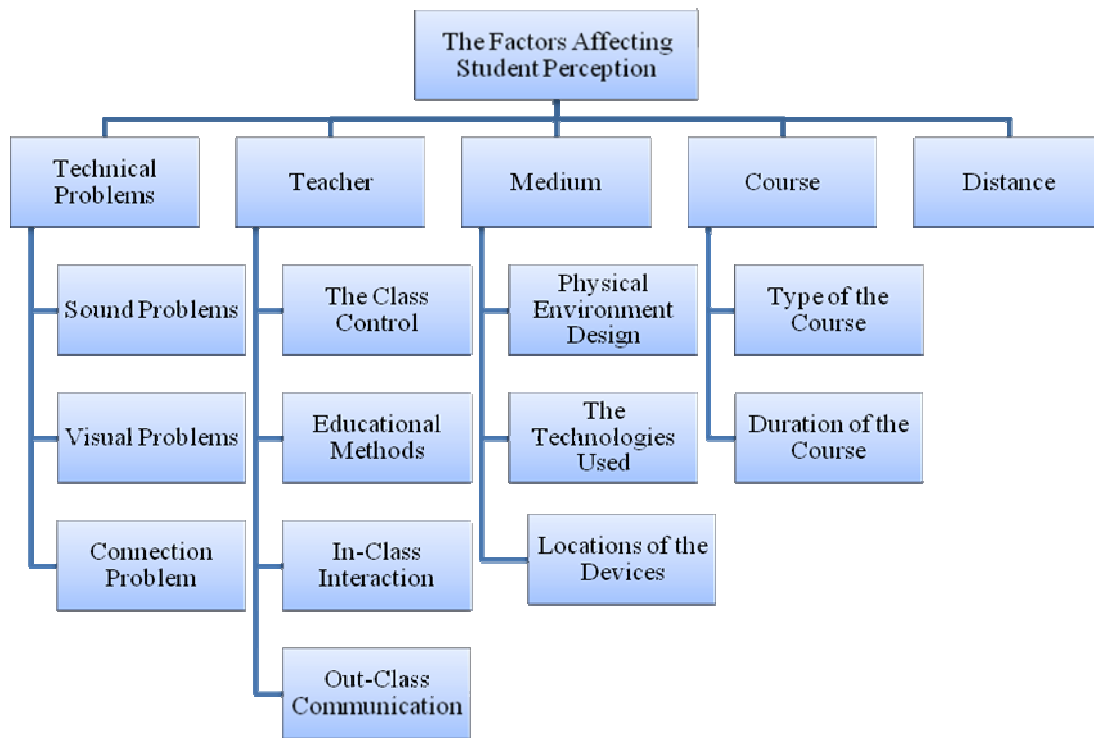 The Factors Affecting
Student Perception
Technical
Problems
Teacher
Medium
Course
Distance
Sound Problems
Visual Problems
Connection
Problem
The Class
Control
Educational
Methods
In-Class
Interaction
Out-Class
Communication
Physical
Environment
Design
The
Technologies
Used
Locations of the
Devices
Type of the
Course
Duration of the
Course